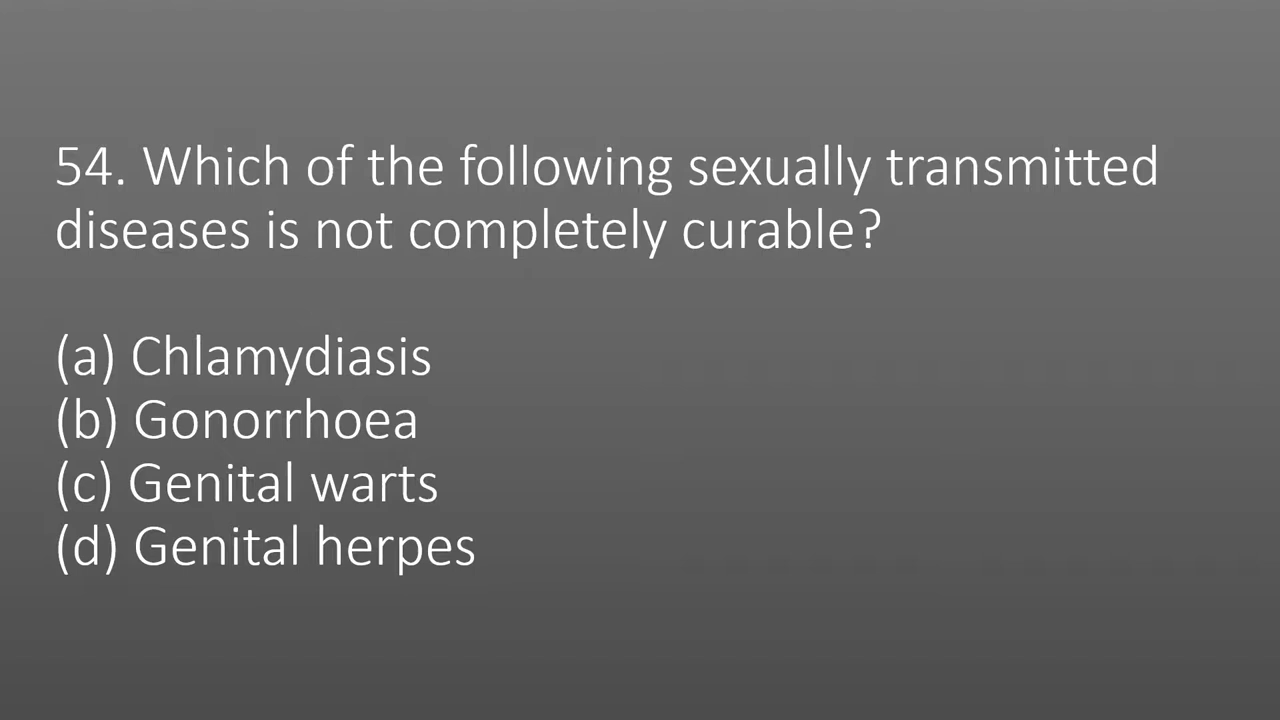 54. Which of the following sexually transmitted
diseases is not completely curable?
(a) Chlamydiasis
(b) Gonorrhoea
(c) Genital warts
(d) Genital herpes